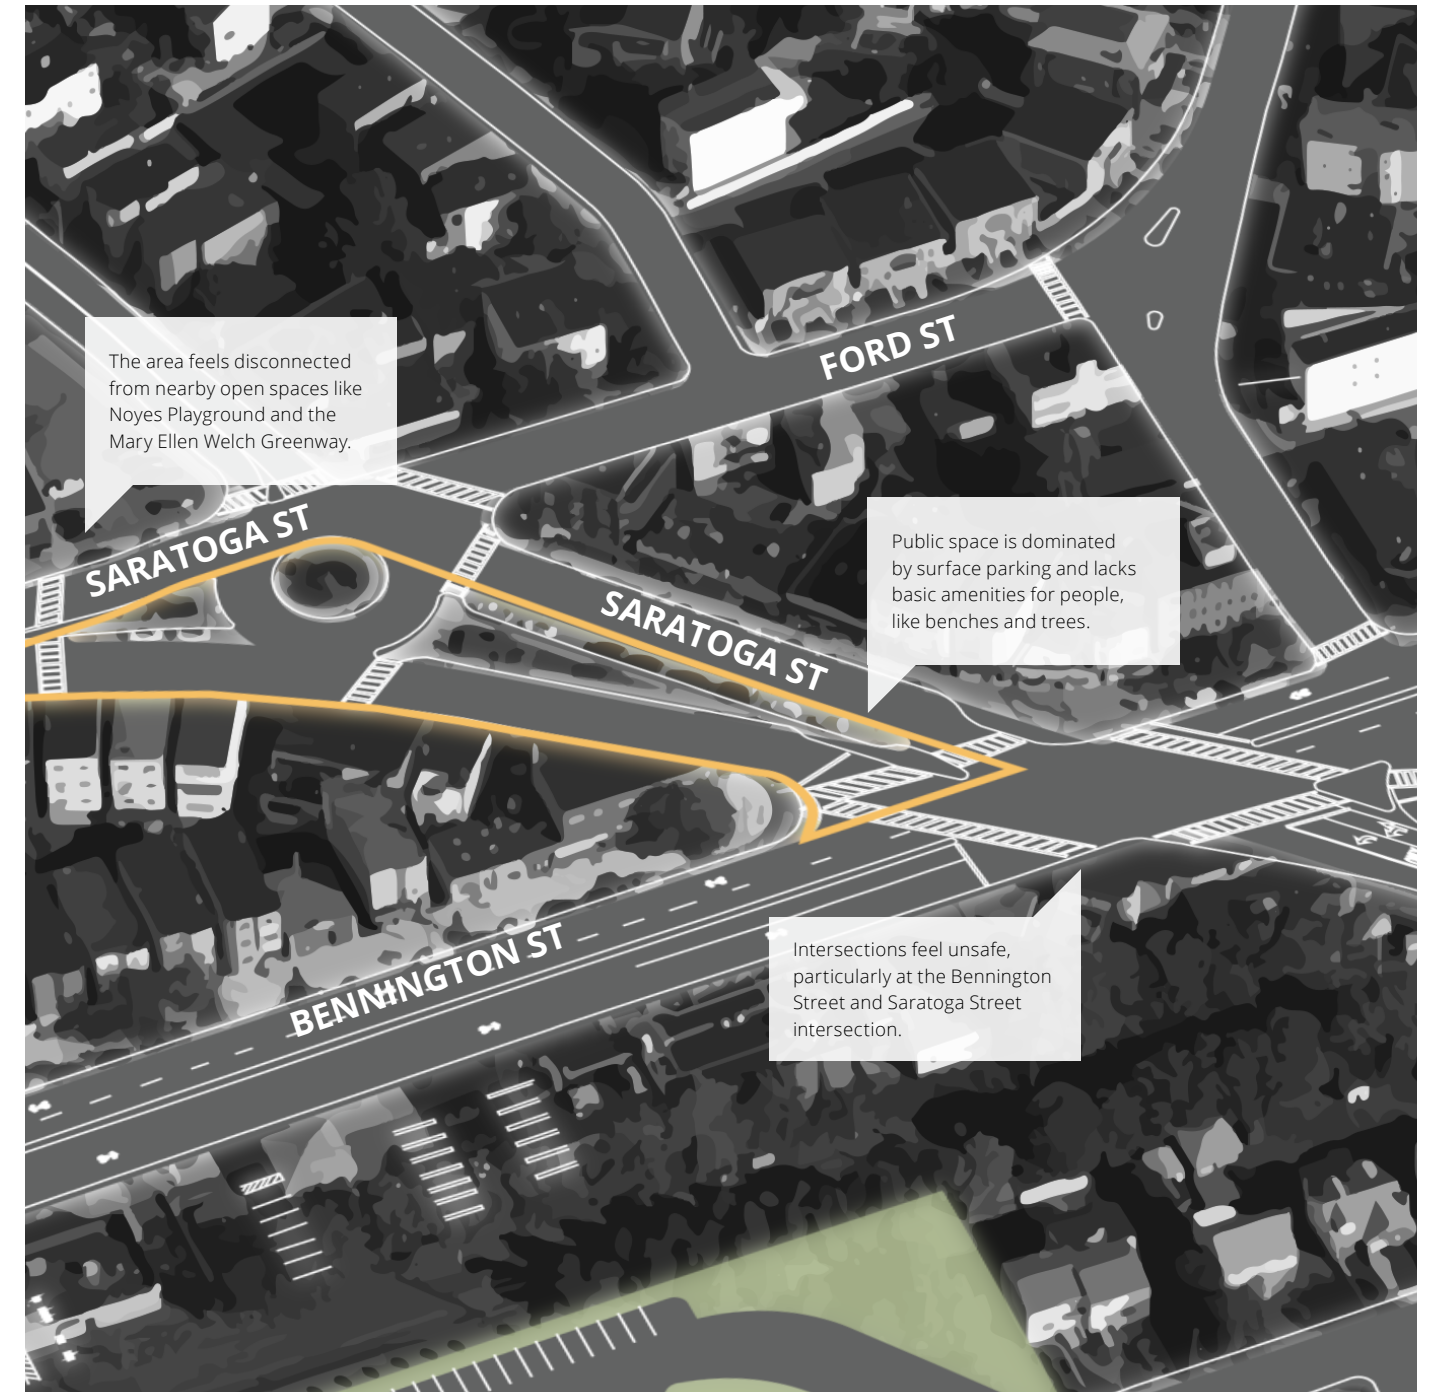 FORD ST
The area feels disconnected
from nearby open spaces like
Noyes Playground and the
Mary Ellen Welch Greenway.
SARATOGA ST
Public space is dominated
by surface parking and lacks
basic amenities for people,
like benches and trees.
SARATOGA ST
BENNINGTON ST
Intersections feel unsafe,
particularly at the Bennington
Street and Saratoga Street
intersection.